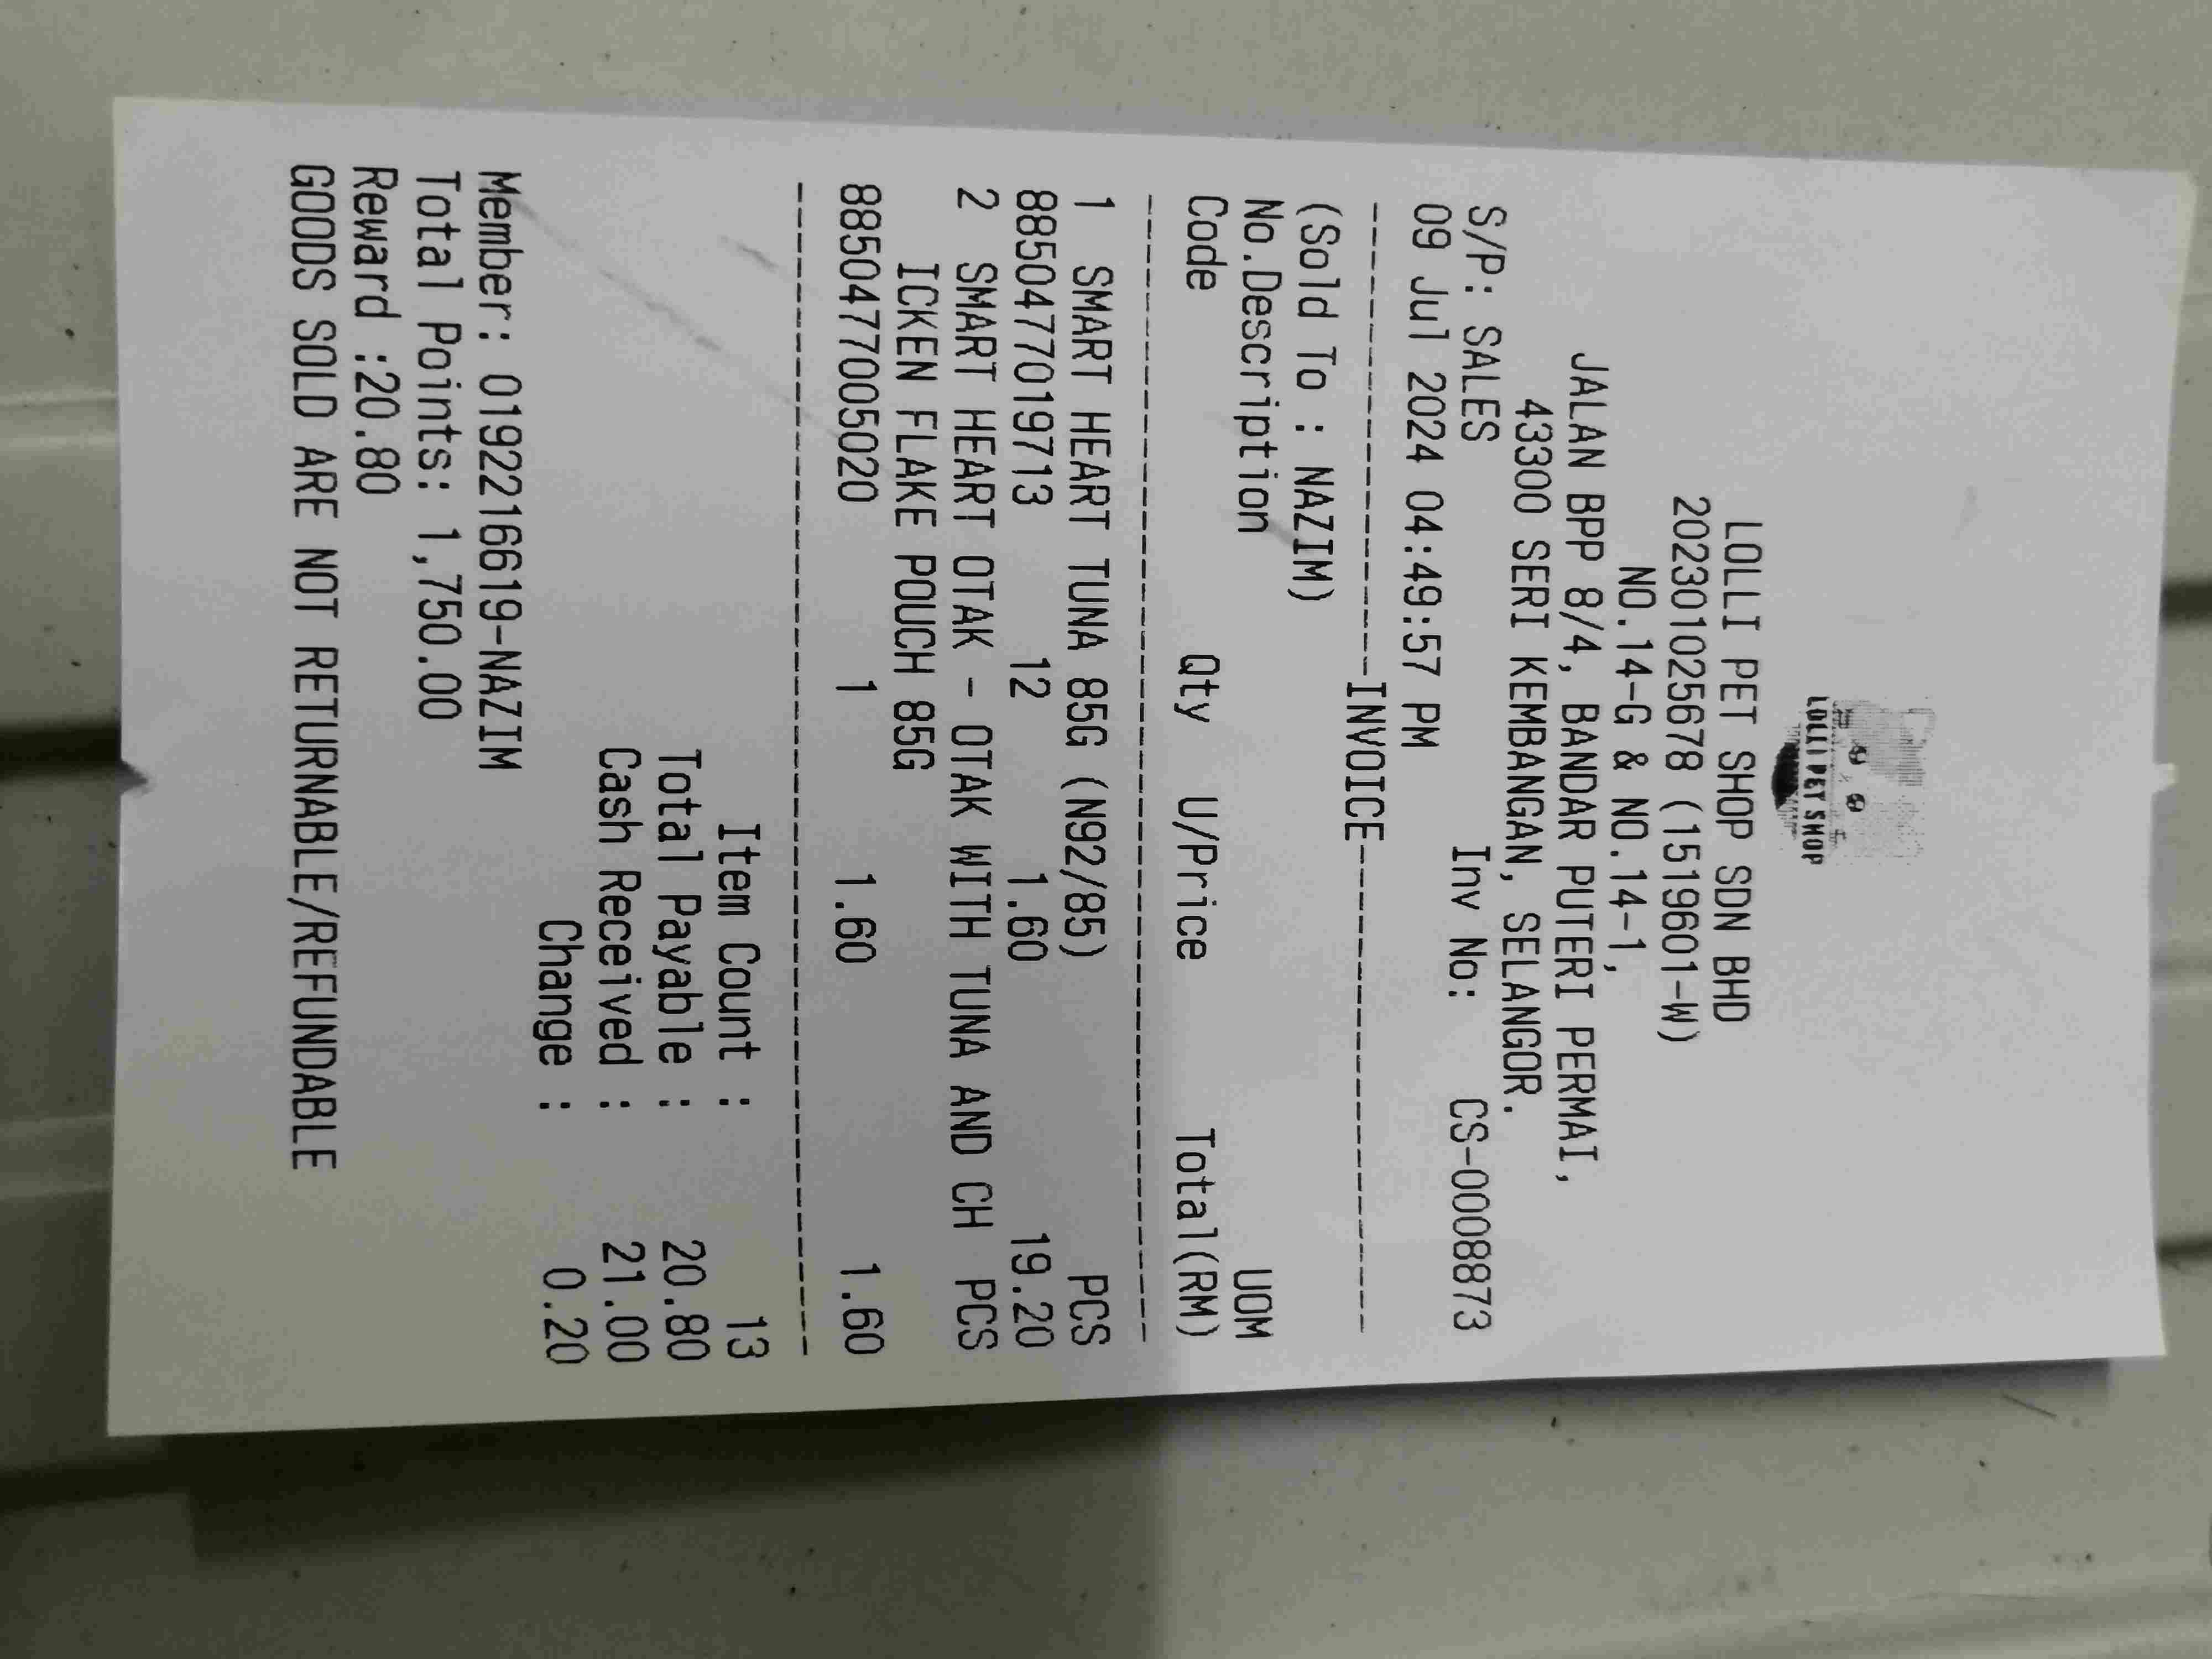 LOLLI PET SHOP
LOLLI PET SHOP SDN BHD
202301025678 (1519601-W)
NO.14-G & NO.14-1,
JALAN BPP 8/4, BANDAR PUTERI PERMAI,
43300 SERI KEMBANGAN, SELANGOR.
S/P: SALES Inv No: CS-0008873
09 Jul 2024 04:49:57 PM
----------------------INVOICE----------------------
(Sold To : NAZIM)
No.Description UOM
Code Qty U/Price Total(RM)
1 SMART HEART TUNA 85G (N92/85) PCS
8850477019713 12 1.60 19.20
2 SMART HEART OTAK - OTAK WITH TUNA AND CH PCS
ICKEN FLAKE POUCH 85G
8850477005020 1 1.60 1.60
Item Count : 13
Total Payable : 20.80
Cash Received : 21.00
Change : 0.20
Member: 0192216619-NAZIM
Total Points: 1,750.00
Reward :20.80
GOODS SOLD ARE NOT RETURNABLE/REFUNDABLE